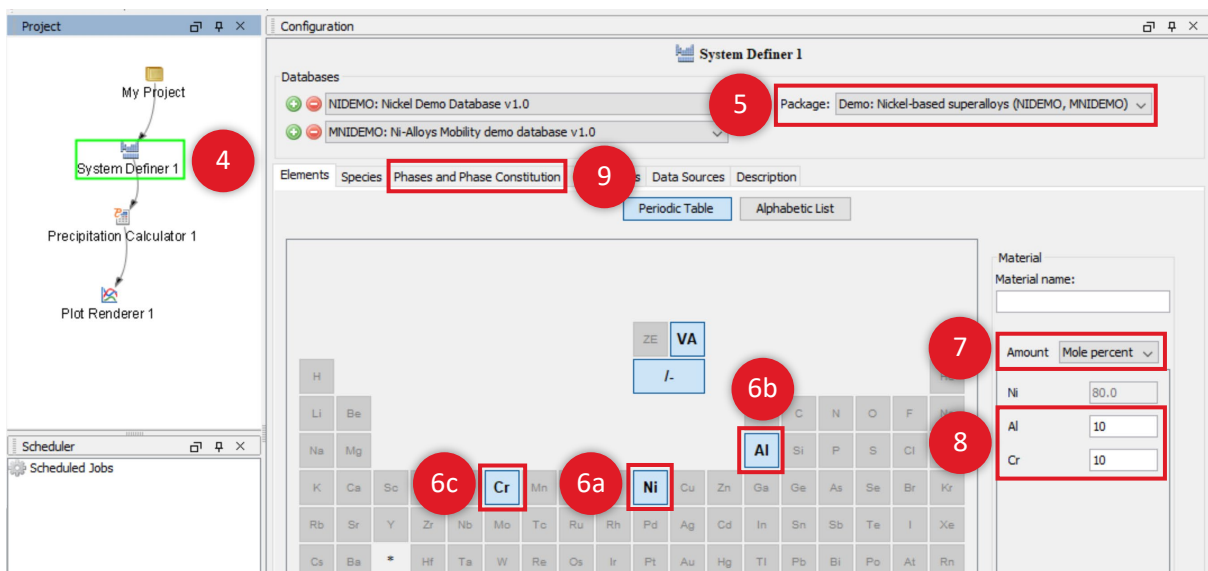 Project
My Project
System Definer 1
4
Precipitation Calculator 1
Plot Renderer 1
Scheduler
Scheduled Jobs
Configuration
System Definer 1
Databases
NIDEMO: Nickel Demo Database v1.0
5
Package: Demo: Nickel-based superalloys (NIDEMO, MNIDEMO)
MNIDEMO: Ni-Alloys Mobility demo database v1.0
Elements Species Phases and Phase Constitution 9 s Data Sources Description
Periodic Table Alphabetic List
ZE VA
/-
H
6b
Li Be C N O F
Na Mg Al Si P S Cl
6c 6a
K Ca Sc Cr Mn Ni Cu Zn Ga Ge As Se Br Kr
Rb Sr Y Zr Nb Mo Tc Ru Rh Pd Ag Cd In Sn Sb Te I Xe
Cs Ba * Hf Ta W Re Os Ir Pt Au Hg Tl Pb Bi Po At Rn
Material
Material name:
7
Amount Mole percent
Ni 80.0
8
Al 10
Cr 10